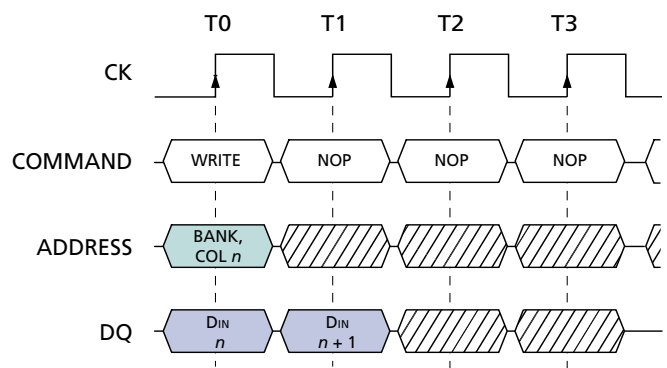 T0 T1 T2 T3
CK
COMMAND WRITE NOP NOP NOP
ADDRESS BANK,
COL n
DQ DIN DIN
n n + 1